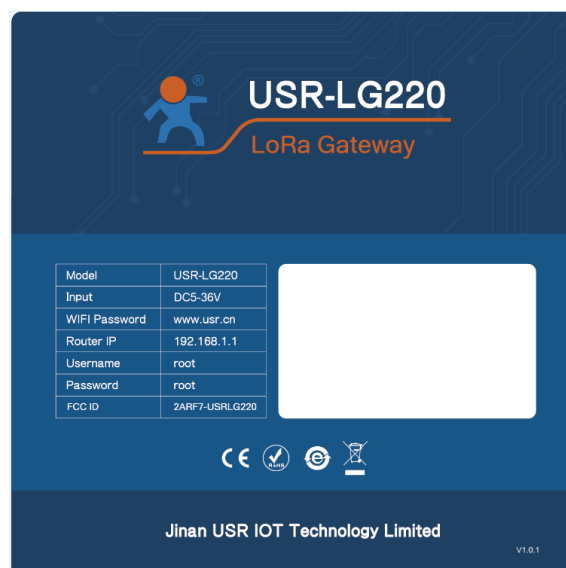 ®
USR-LG220
LoRa Gateway
Model USR-LG220
Input DC5-36V
WIFI Password www.usr.cn
Router IP 192.168.1.1
Username root
Password root
FCC ID 2ARF7-USRLG220
CE RoHS e
Jinan USR IOT Technology Limited
V1.0.1